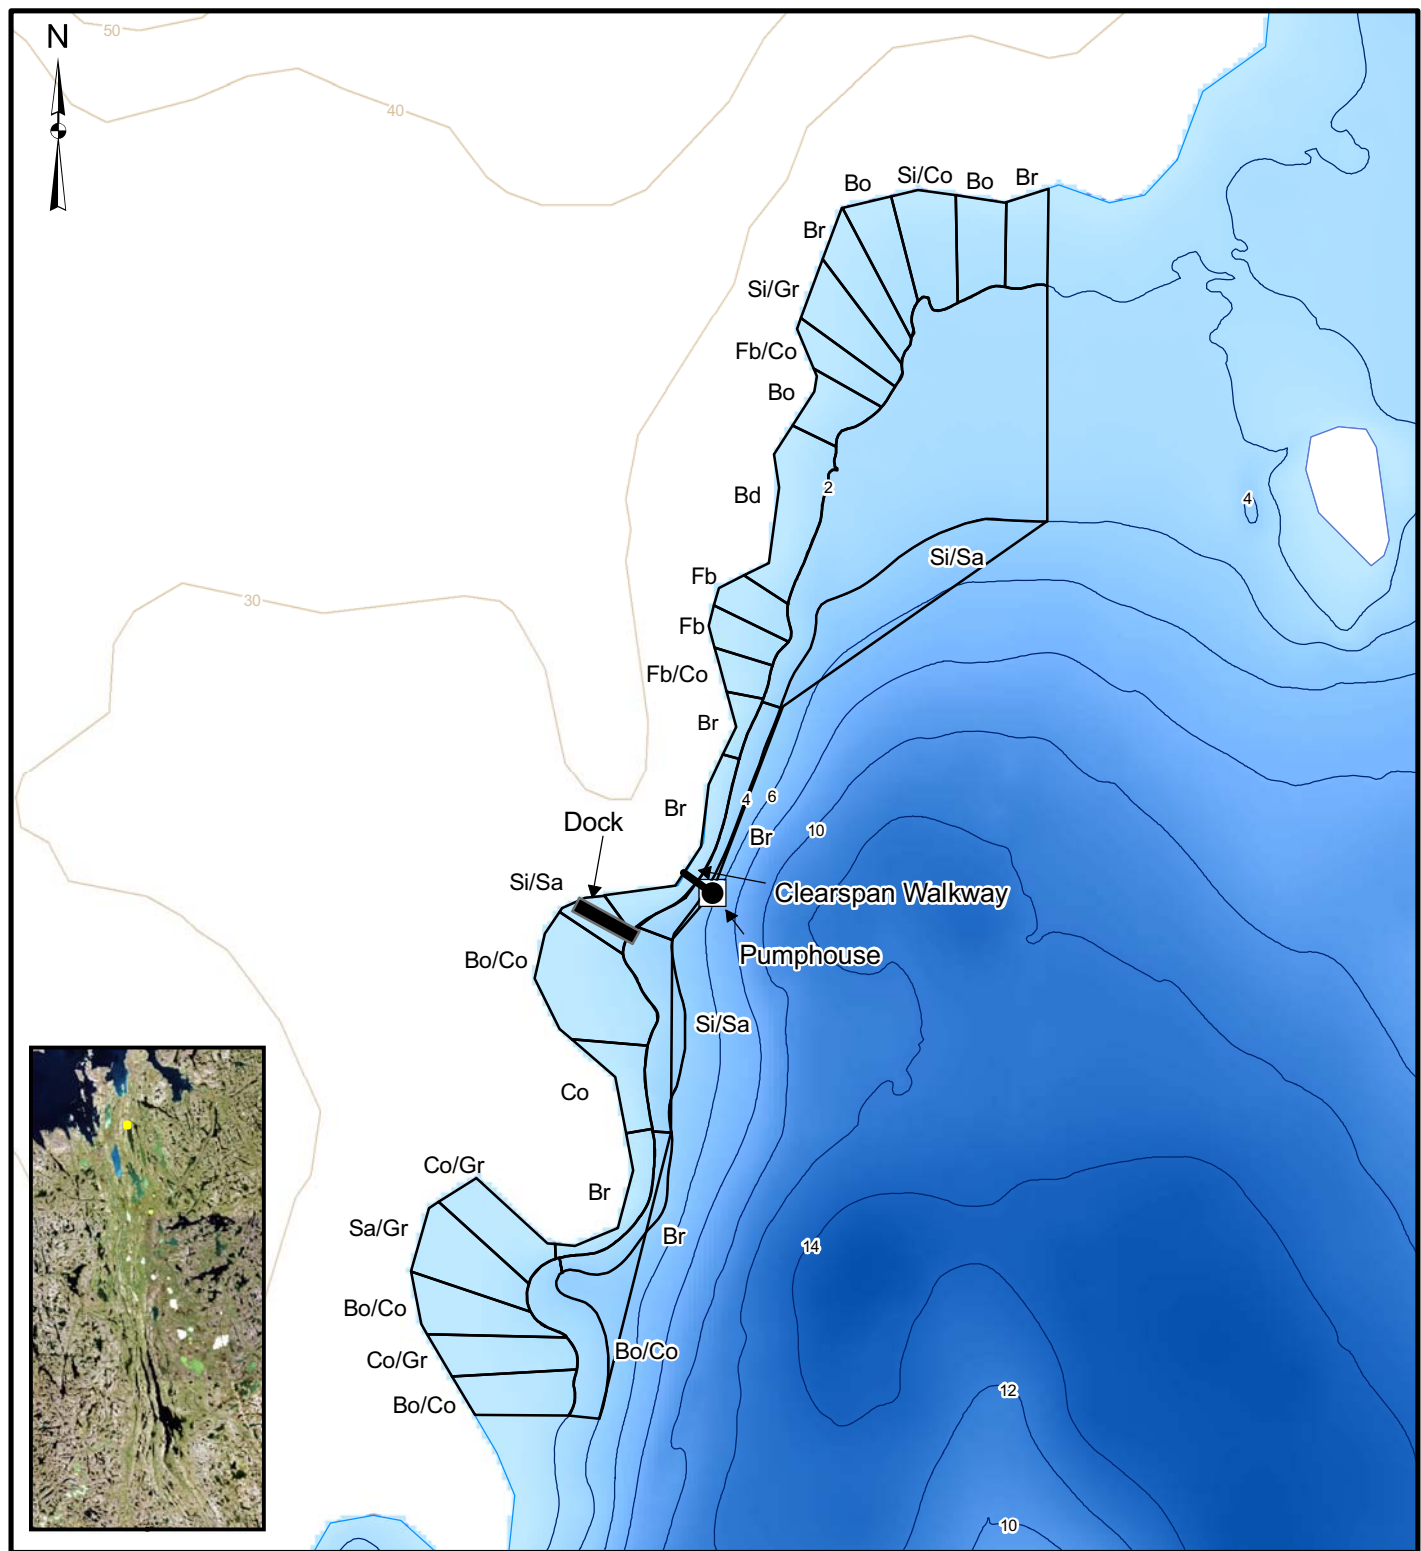 50
N
40
Bo
Si/Co
Bo
Br
Br
Si/Gr
Fb/Co
Bo
Bd
2
4
Si/Sa
Fb
30
Fb
Fb/Co
Br
4
6
Br
Dock
10
Br
Si/Sa
Clearspan Walkway
Pumphouse
Bo/Co
Si/Sa
Co
Co/Gr
Br
Sa/Gr
Br
14
Bo/Co
Bo/Co
Co/Gr
12
Bo/Co
10